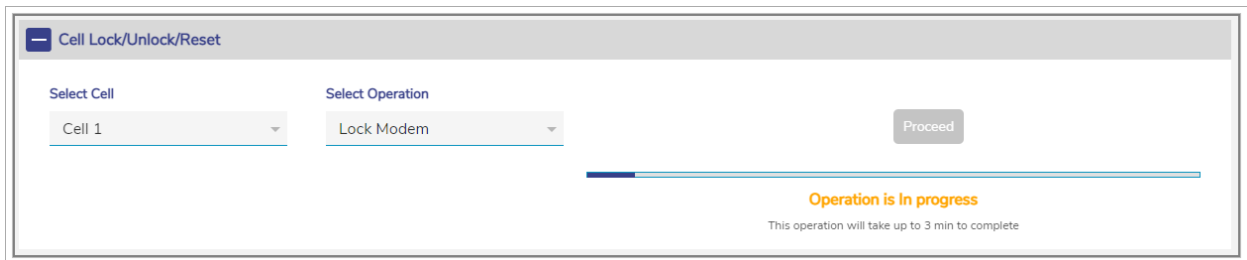 Cell Lock/Unlock/Reset
Select Cell
Select Operation
Cell 1
Lock Modem
Proceed
Operation is In progress
This operation will take up to 3 min to complete